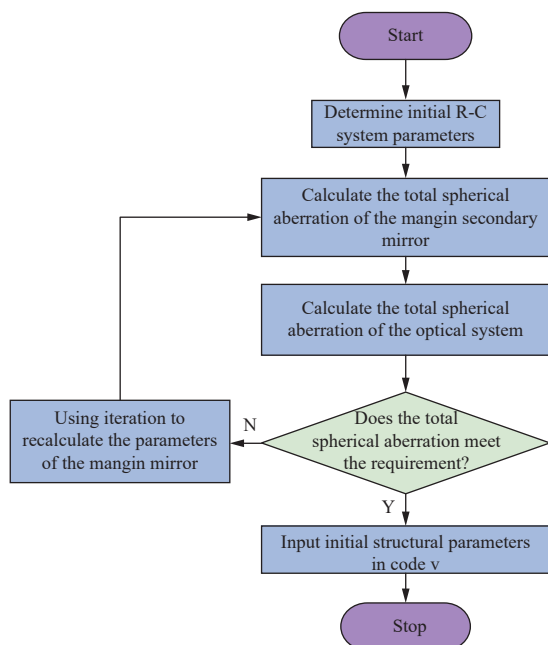 Start
Determine initial R-C
system parameters
Calculate the total spherical
aberration of the mangin secondary
mirror
Calculate the total spherical
aberration of the optical system
Does the total
spherical aberration meet
the requirement?
N
Using iteration to
recalculate the parameters
of the mangin mirror
Y
Input initial structural parameters
in code v
Stop